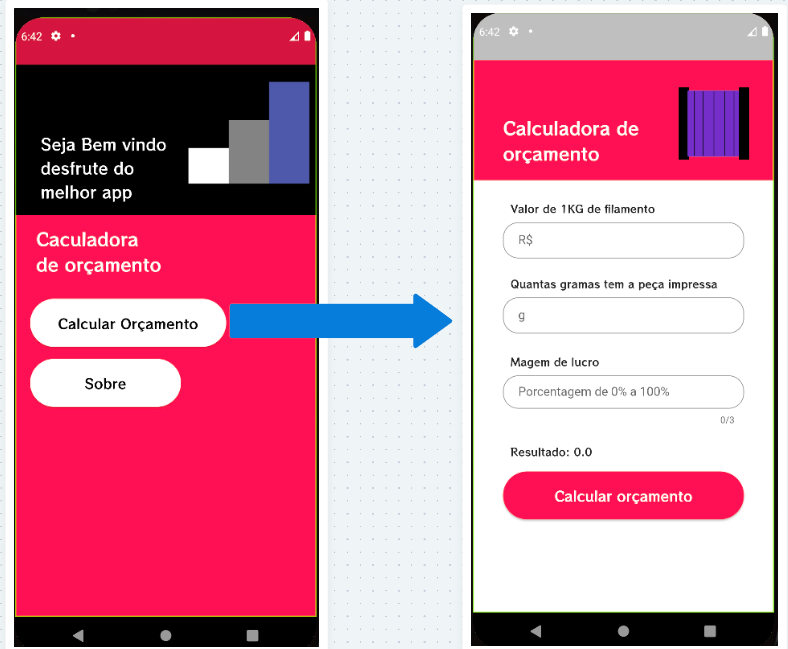 6:42
Seja Bem vindo
desfrute do
melhor app
Caculadora
de orçamento
Calcular Orçamento
Sobre
6:42
Calculadora de
orçamento
Valor de 1KG de filamento
R$
Quantas gramas tem a peça impressa
g
Magem de lucro
Porcentagem de 0% a 100%
0/3
Resultado: 0.0
Calcular orçamento